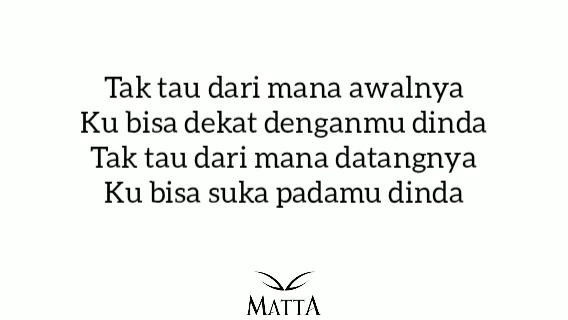 Tak tau dari mana awalnya
Ku bisa dekat denganmu dinda
Tak tau dari mana datangnya
Ku bisa suka padamu dinda
MATTA